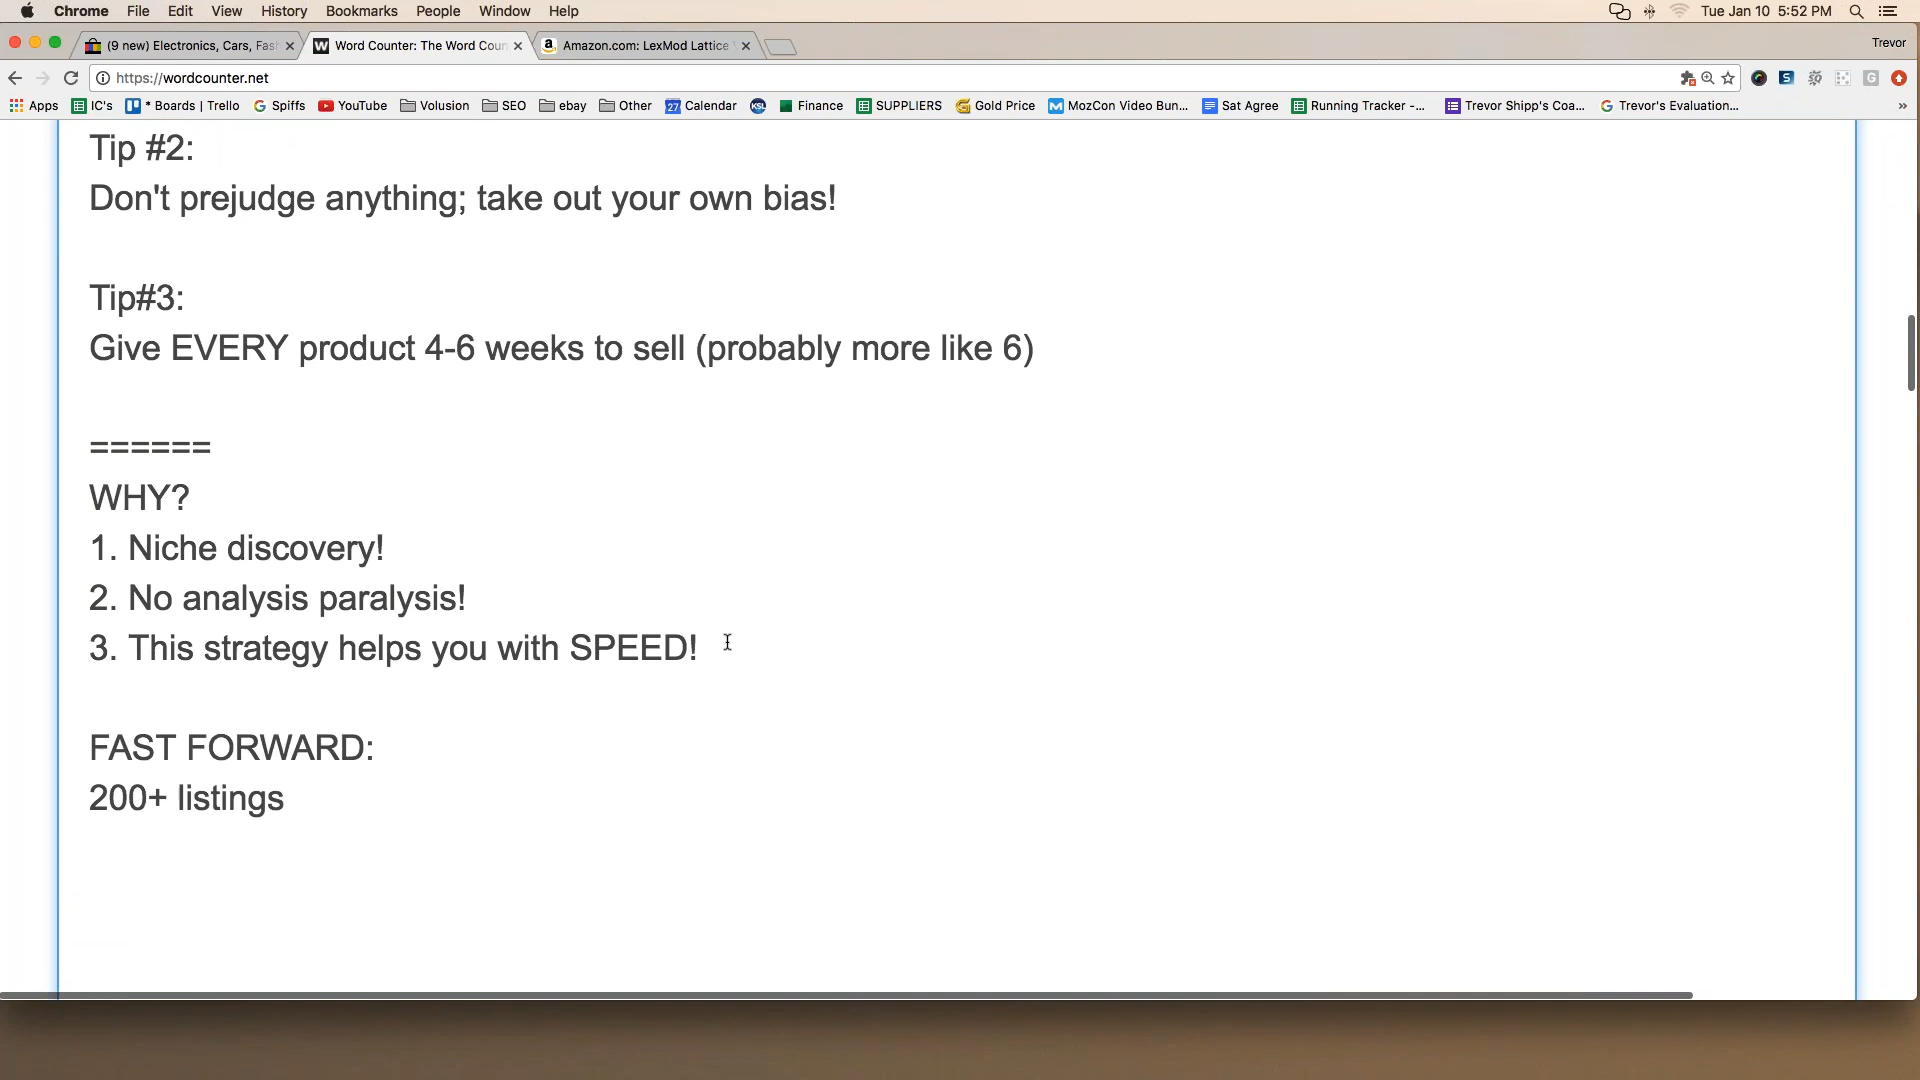 Chrome File Edit View History Bookmarks People Window Help Tue Jan 10 5:52 PM
(9 new) Electronics, Cars, Fas Word Counter: The Word Coun Amazon.com: LexMod Lattice Trevor
https://wordcounter.net
Apps IC's * Boards | Trello Spiffs YouTube Volusion SEO ebay Other 27 Calendar KSL Finance SUPPLIERS Gold Price MozCon Video Bun... Sat Agree Running Tracker -... Trevor Shipp's Coa... Trevor's Evaluation... »
Tip #2:
Don't prejudge anything; take out your own bias!
Tip#3:
Give EVERY product 4-6 weeks to sell (probably more like 6)
======
WHY?
1. Niche discovery!
2. No analysis paralysis!
3. This strategy helps you with SPEED!
FAST FORWARD:
200+ listings